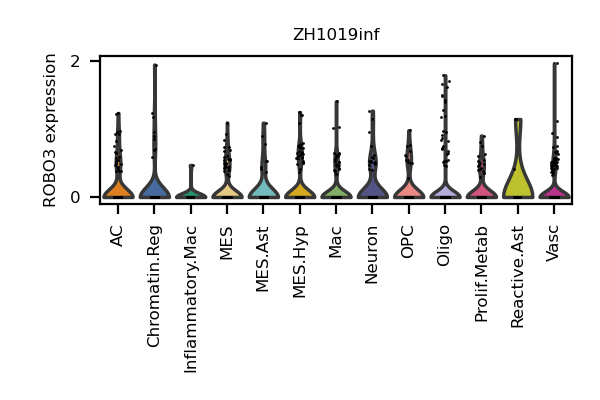 ZH1019inf
ROBO3 expression
2
0
AC
Chromatin.Reg
Inflammatory.Mac
MES
MES.Ast
MES.Hyp
Mac
Neuron
OPC
Oligo
Prolif.Metab
Reactive.Ast
Vasc